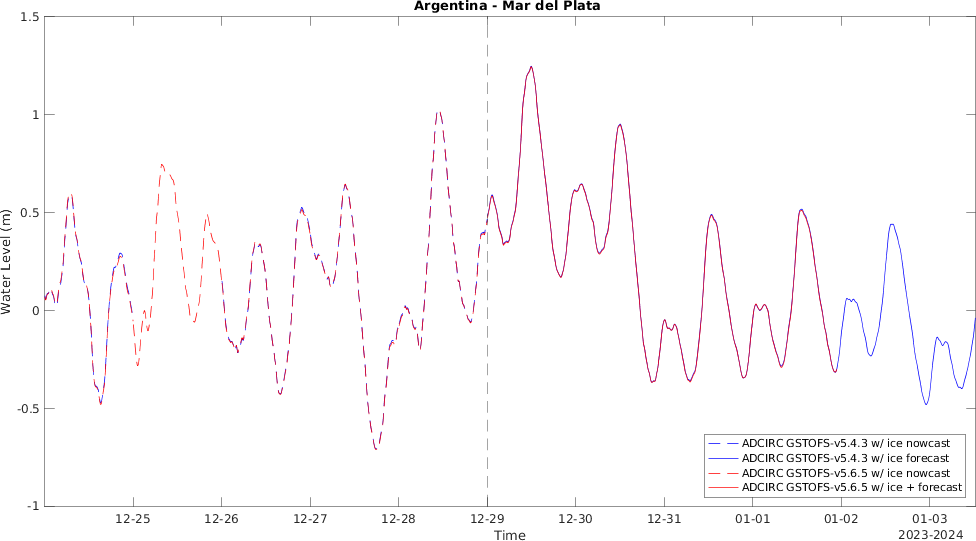 Argentina - Mar del Plata
1.5
1
0.5
0
-0.5
-1
Water Level (m)
12-25 12-26 12-27 12-28 12-29 12-30 12-31 01-01 01-02 01-03
Time
2023-2024
ADCIRC GSTOFS-v5.4.3 w/ ice nowcast
ADCIRC GSTOFS-v5.4.3 w/ ice forecast
ADCIRC GSTOFS-v5.6.5 w/ ice nowcast
ADCIRC GSTOFS-v5.6.5 w/ ice + forecast